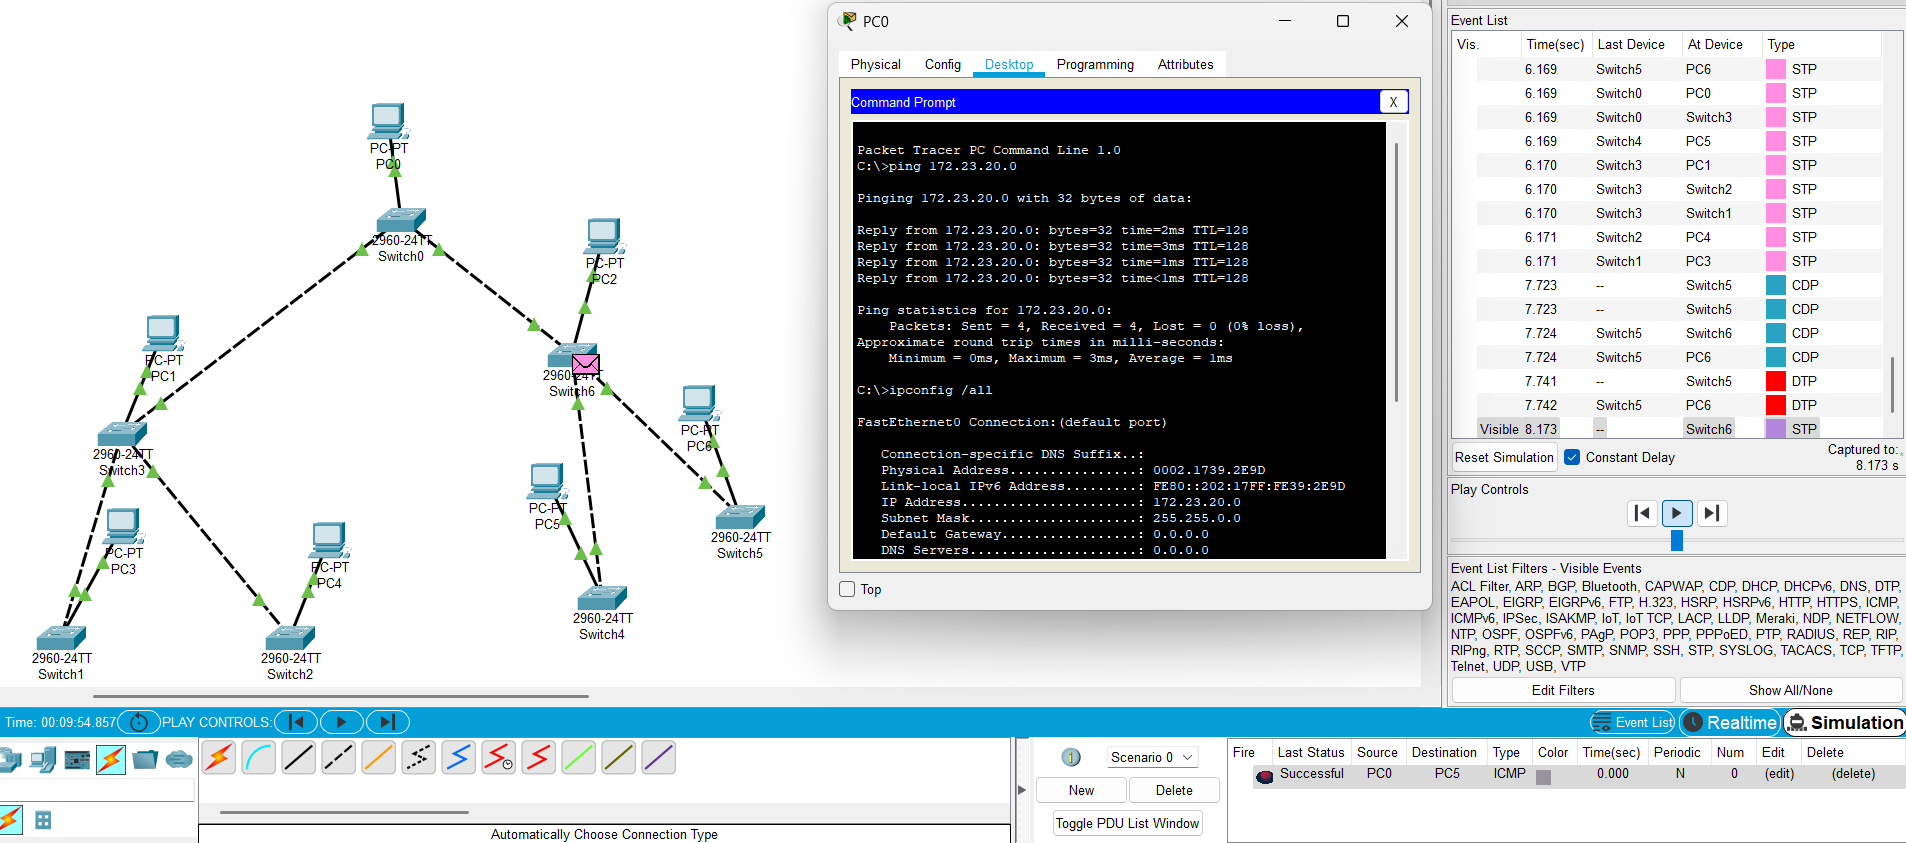 PC-PT
PC0
2960-24TT
Switch0
PC-PT
PC2
PC-PT
PC1
2960-24TT
Switch6
PC-PT
PC6
2960-24TT
Switch3
PC-PT
PC5
2960-24TT
Switch5
PC-PT
PC3
PC-PT
PC4
2960-24TT
Switch4
2960-24TT
Switch1
2960-24TT
Switch2
PC0
Physical Config Desktop Programming Attributes
Command Prompt X
Packet Tracer PC Command Line 1.0
C:\>ping 172.23.20.0
Pinging 172.23.20.0 with 32 bytes of data:
Reply from 172.23.20.0: bytes=32 time=2ms TTL=128
Reply from 172.23.20.0: bytes=32 time=3ms TTL=128
Reply from 172.23.20.0: bytes=32 time=1ms TTL=128
Reply from 172.23.20.0: bytes=32 time<1ms TTL=128
Ping statistics for 172.23.20.0:
Packets: Sent = 4, Received = 4, Lost = 0 (0% loss),
Approximate round trip times in milli-seconds:
Minimum = 0ms, Maximum = 3ms, Average = 1ms
C:\>ipconfig /all
FastEthernet0 Connection:(default port)
Connection-specific DNS Suffix..:
Physical Address................: 0002.1739.2E9D
Link-local IPv6 Address.........: FE80::202:17FF:FE39:2E9D
IP Address......................: 172.23.20.0
Subnet Mask.....................: 255.255.0.0
Default Gateway.................: 0.0.0.0
DNS Servers.....................: 0.0.0.0
Top
Event List
Vis. Time(sec) Last Device At Device Type
6.169 Switch5 PC6 STP
6.169 Switch0 PC0 STP
6.169 Switch0 Switch3 STP
6.169 Switch4 PC5 STP
6.170 Switch3 PC1 STP
6.170 Switch3 Switch2 STP
6.170 Switch3 Switch1 STP
6.171 Switch2 PC4 STP
6.171 Switch1 PC3 STP
7.723 -- Switch5 CDP
7.723 -- Switch5 CDP
7.724 Switch5 Switch6 CDP
7.724 Switch5 PC6 CDP
7.741 -- Switch5 DTP
7.742 Switch5 PC6 DTP
Visible 8.173 -- Switch6 STP
Reset Simulation Constant Delay Captured to:
8.173 s
Play Controls
Event List Filters - Visible Events
ACL Filter, ARP, BGP, Bluetooth, CAPWAP, CDP, DHCP, DHCPv6, DNS, DTP,
EAPOL, EIGRP, EIGRPv6, FTP, H.323, HSRP, HSRPv6, HTTP, HTTPS, ICMP,
ICMPv6, IPSec, ISAKMP, IoT, IoT TCP, LACP, LLDP, Meraki, NDP, NETFLOW,
NTP, OSPF, OSPFv6, PAgP, POP3, PPP, PPPoED, PTP, RADIUS, REP, RIP,
RIPng, RTP, SCCP, SMTP, SNMP, SSH, STP, SYSLOG, TACACS, TCP, TFTP,
Telnet, UDP, USB, VTP
Edit Filters Show All/None
Time: 00:09:54.857 PLAY CONTROLS: Event List Realtime Simulation
Automatically Choose Connection Type
1 Scenario 0
New Delete
Toggle PDU List Window
Fire Last Status Source Destination Type Color Time(sec) Periodic Num Edit Delete
Successful PC0 PC5 ICMP 0.000 N 0 (edit) (delete)